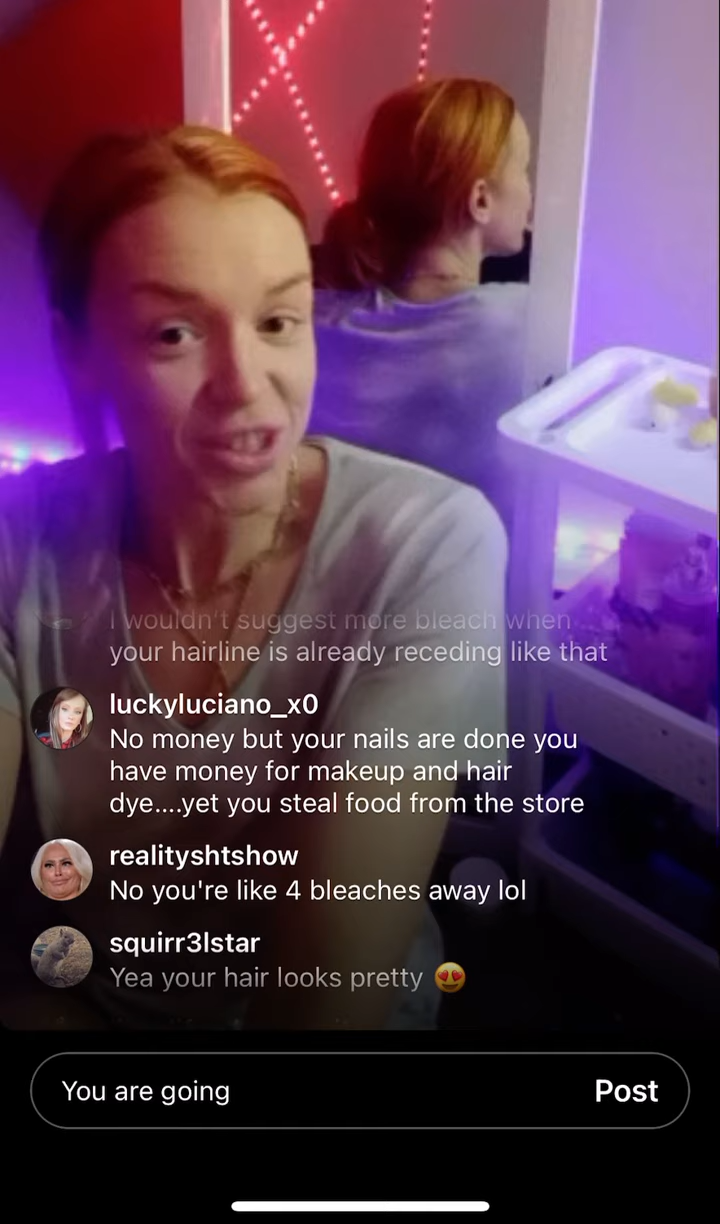 I wouldn't suggest more bleach when
your hairline is already receding like that
luckyluciano_x0
No money but your nails are done you
have money for makeup and hair
dye....yet you steal food from the store
realityshtshow
No you're like 4 bleaches away lol
squirr3lstar
Yea your hair looks pretty 😍
You are going
Post